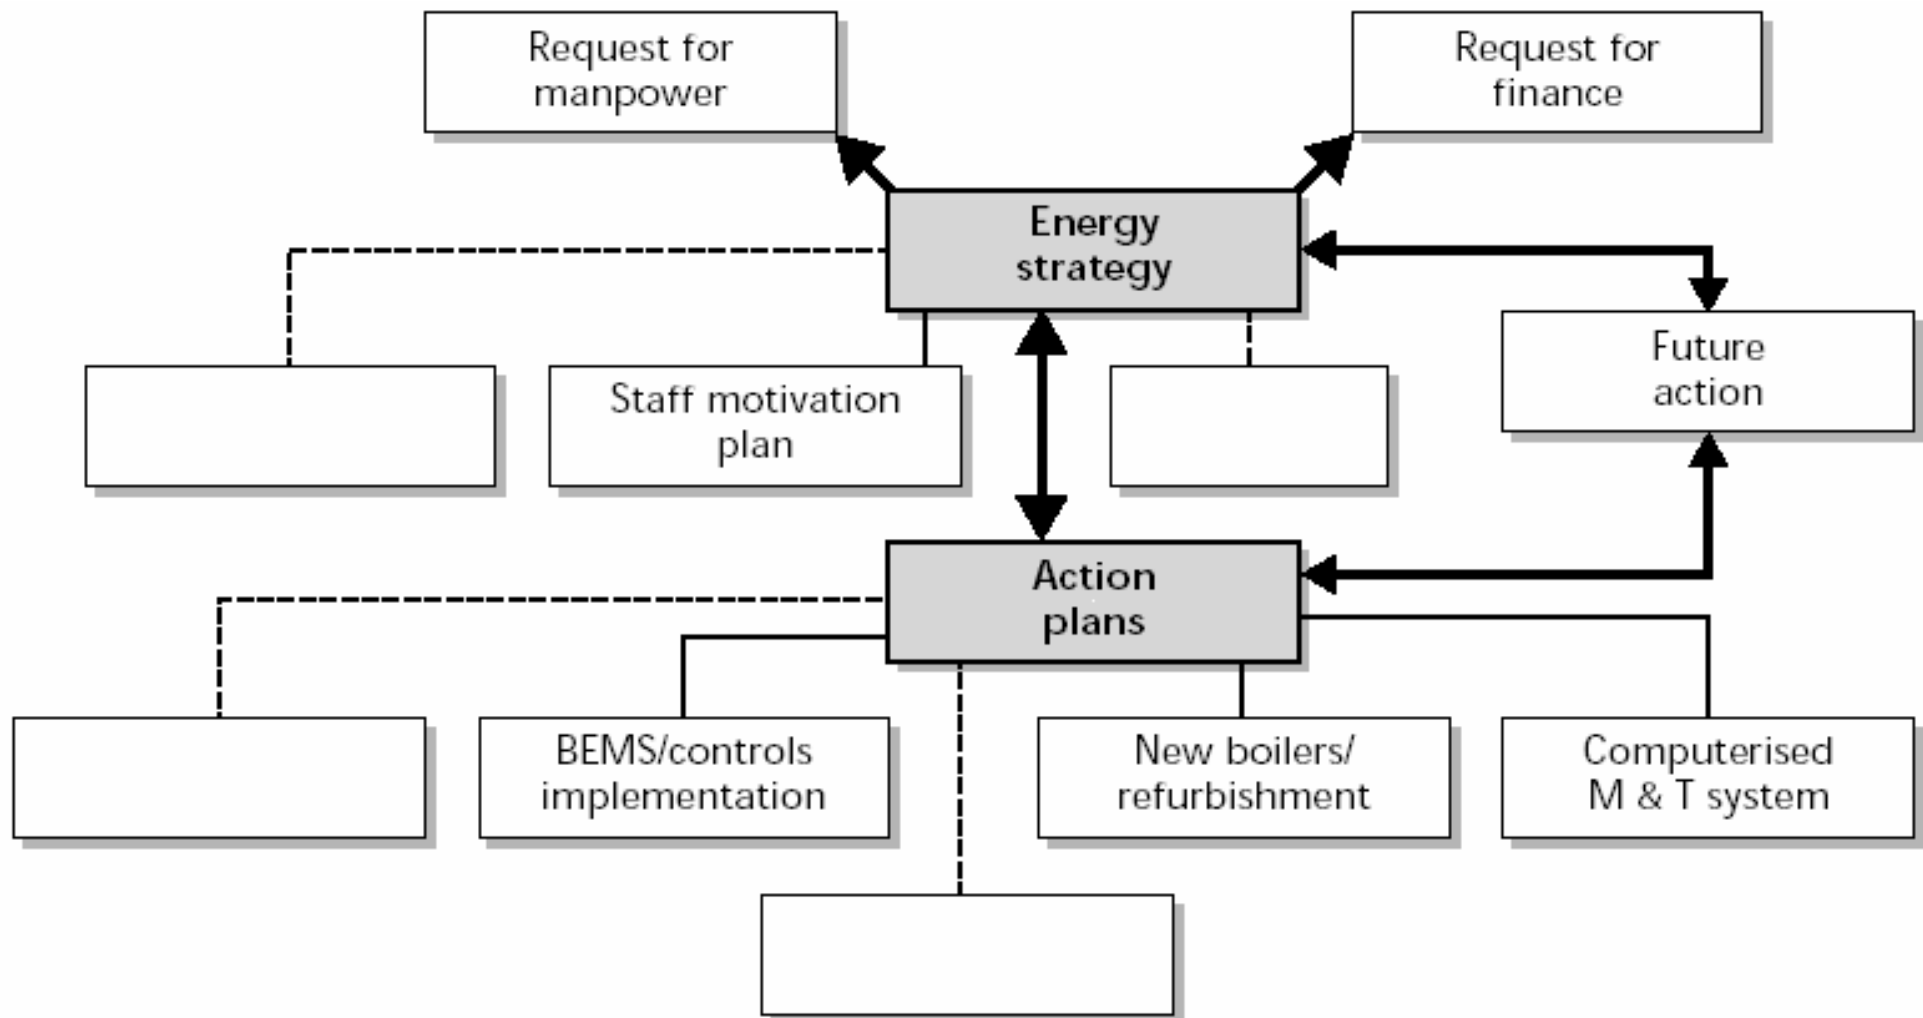 Request for
manpower
Request for
finance
Energy
strategy
Staff motivation
plan
Future
action
Action
plans
BEMS/controls
implementation
New boilers/
refurbishment
Computerised
M & T system